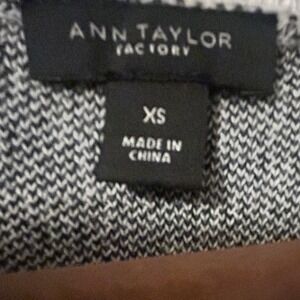 ANN TAYLOR
FACTORY
XS
MADE IN
CHINA